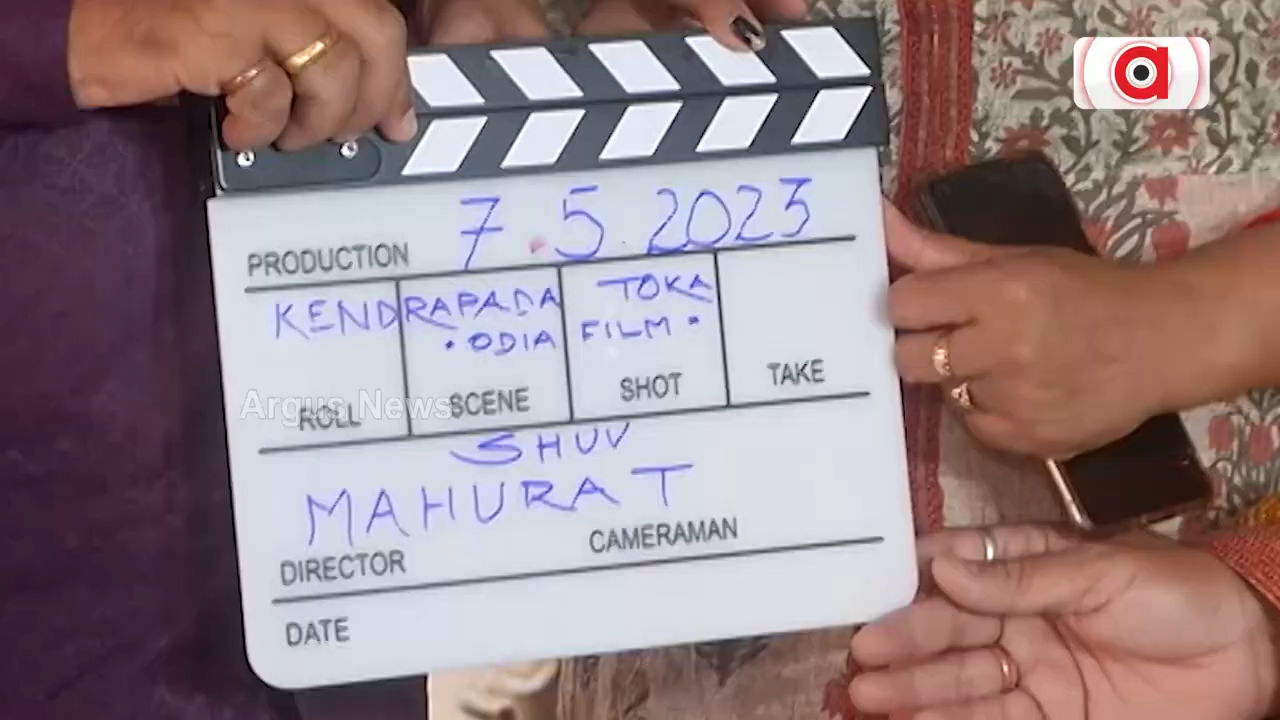 a
7.5.2023
PRODUCTION
KENDRAPADA TOKA
• ODIA FILM •
ROLL SCENE SHOT TAKE
Argus News
SHUV
MAHURAT
DIRECTOR CAMERAMAN
DATE